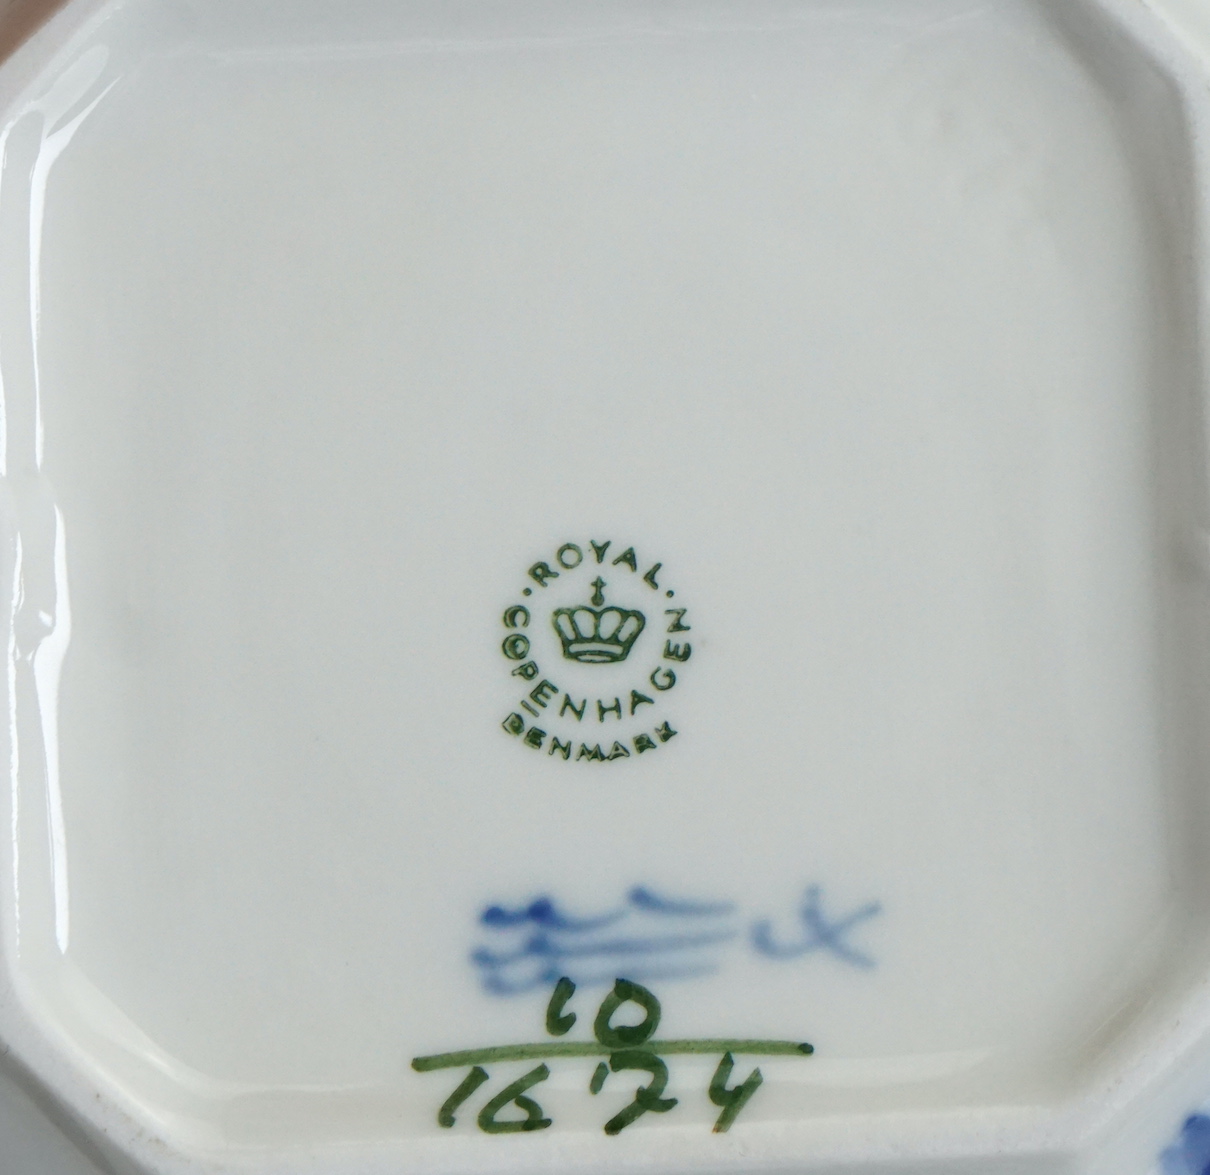 ROYAL
COPENHAGEN
DENMARK
10
1674